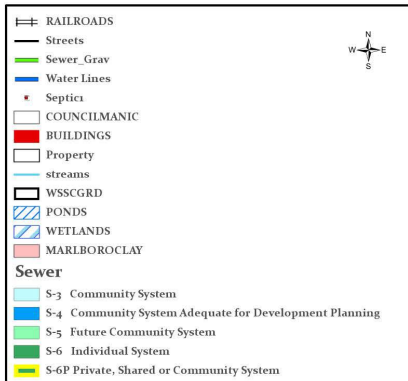 RAILROADS
N
Streets
W E
Sewer_Grav
S
Water Lines
Septic1
COUNCILMANIC
BUILDINGS
Property
streams
WSSCGRD
PONDS
WETLANDS
MARLBOROCLAY
Sewer
S-3 Community System
S-4 Community System Adequate for Development Planning
S-5 Future Community System
S-6 Individual System
S-6P Private, Shared or Community System